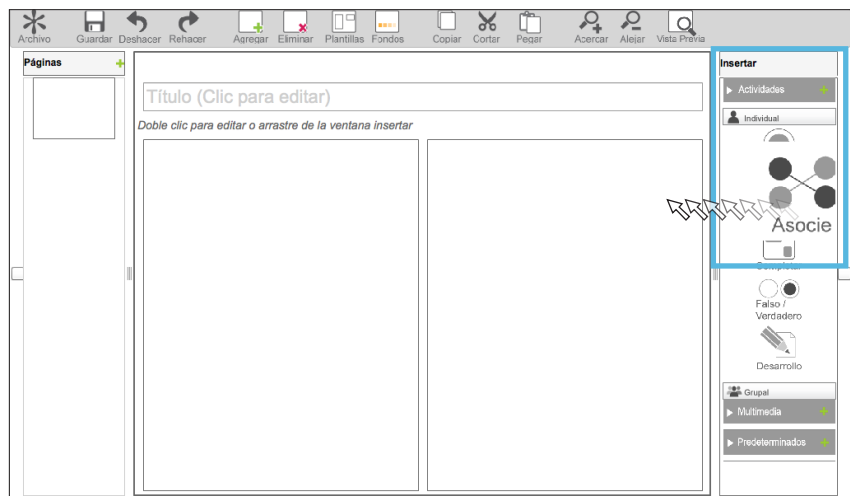 Archivo Guardar Deshacer Rehacer Agregar Eliminar Plantillas Fondos Copiar Cortar Pegar Acercar Alejar Vista Previa
Páginas
Título (Clic para editar)
Doble clic para editar o arrastre de la ventana insertar
Insertar
Actividades
Individual
Asocie
Completar
Falso /
Verdadero
Desarrollo
Grupal
Multimedia
Predeterminados